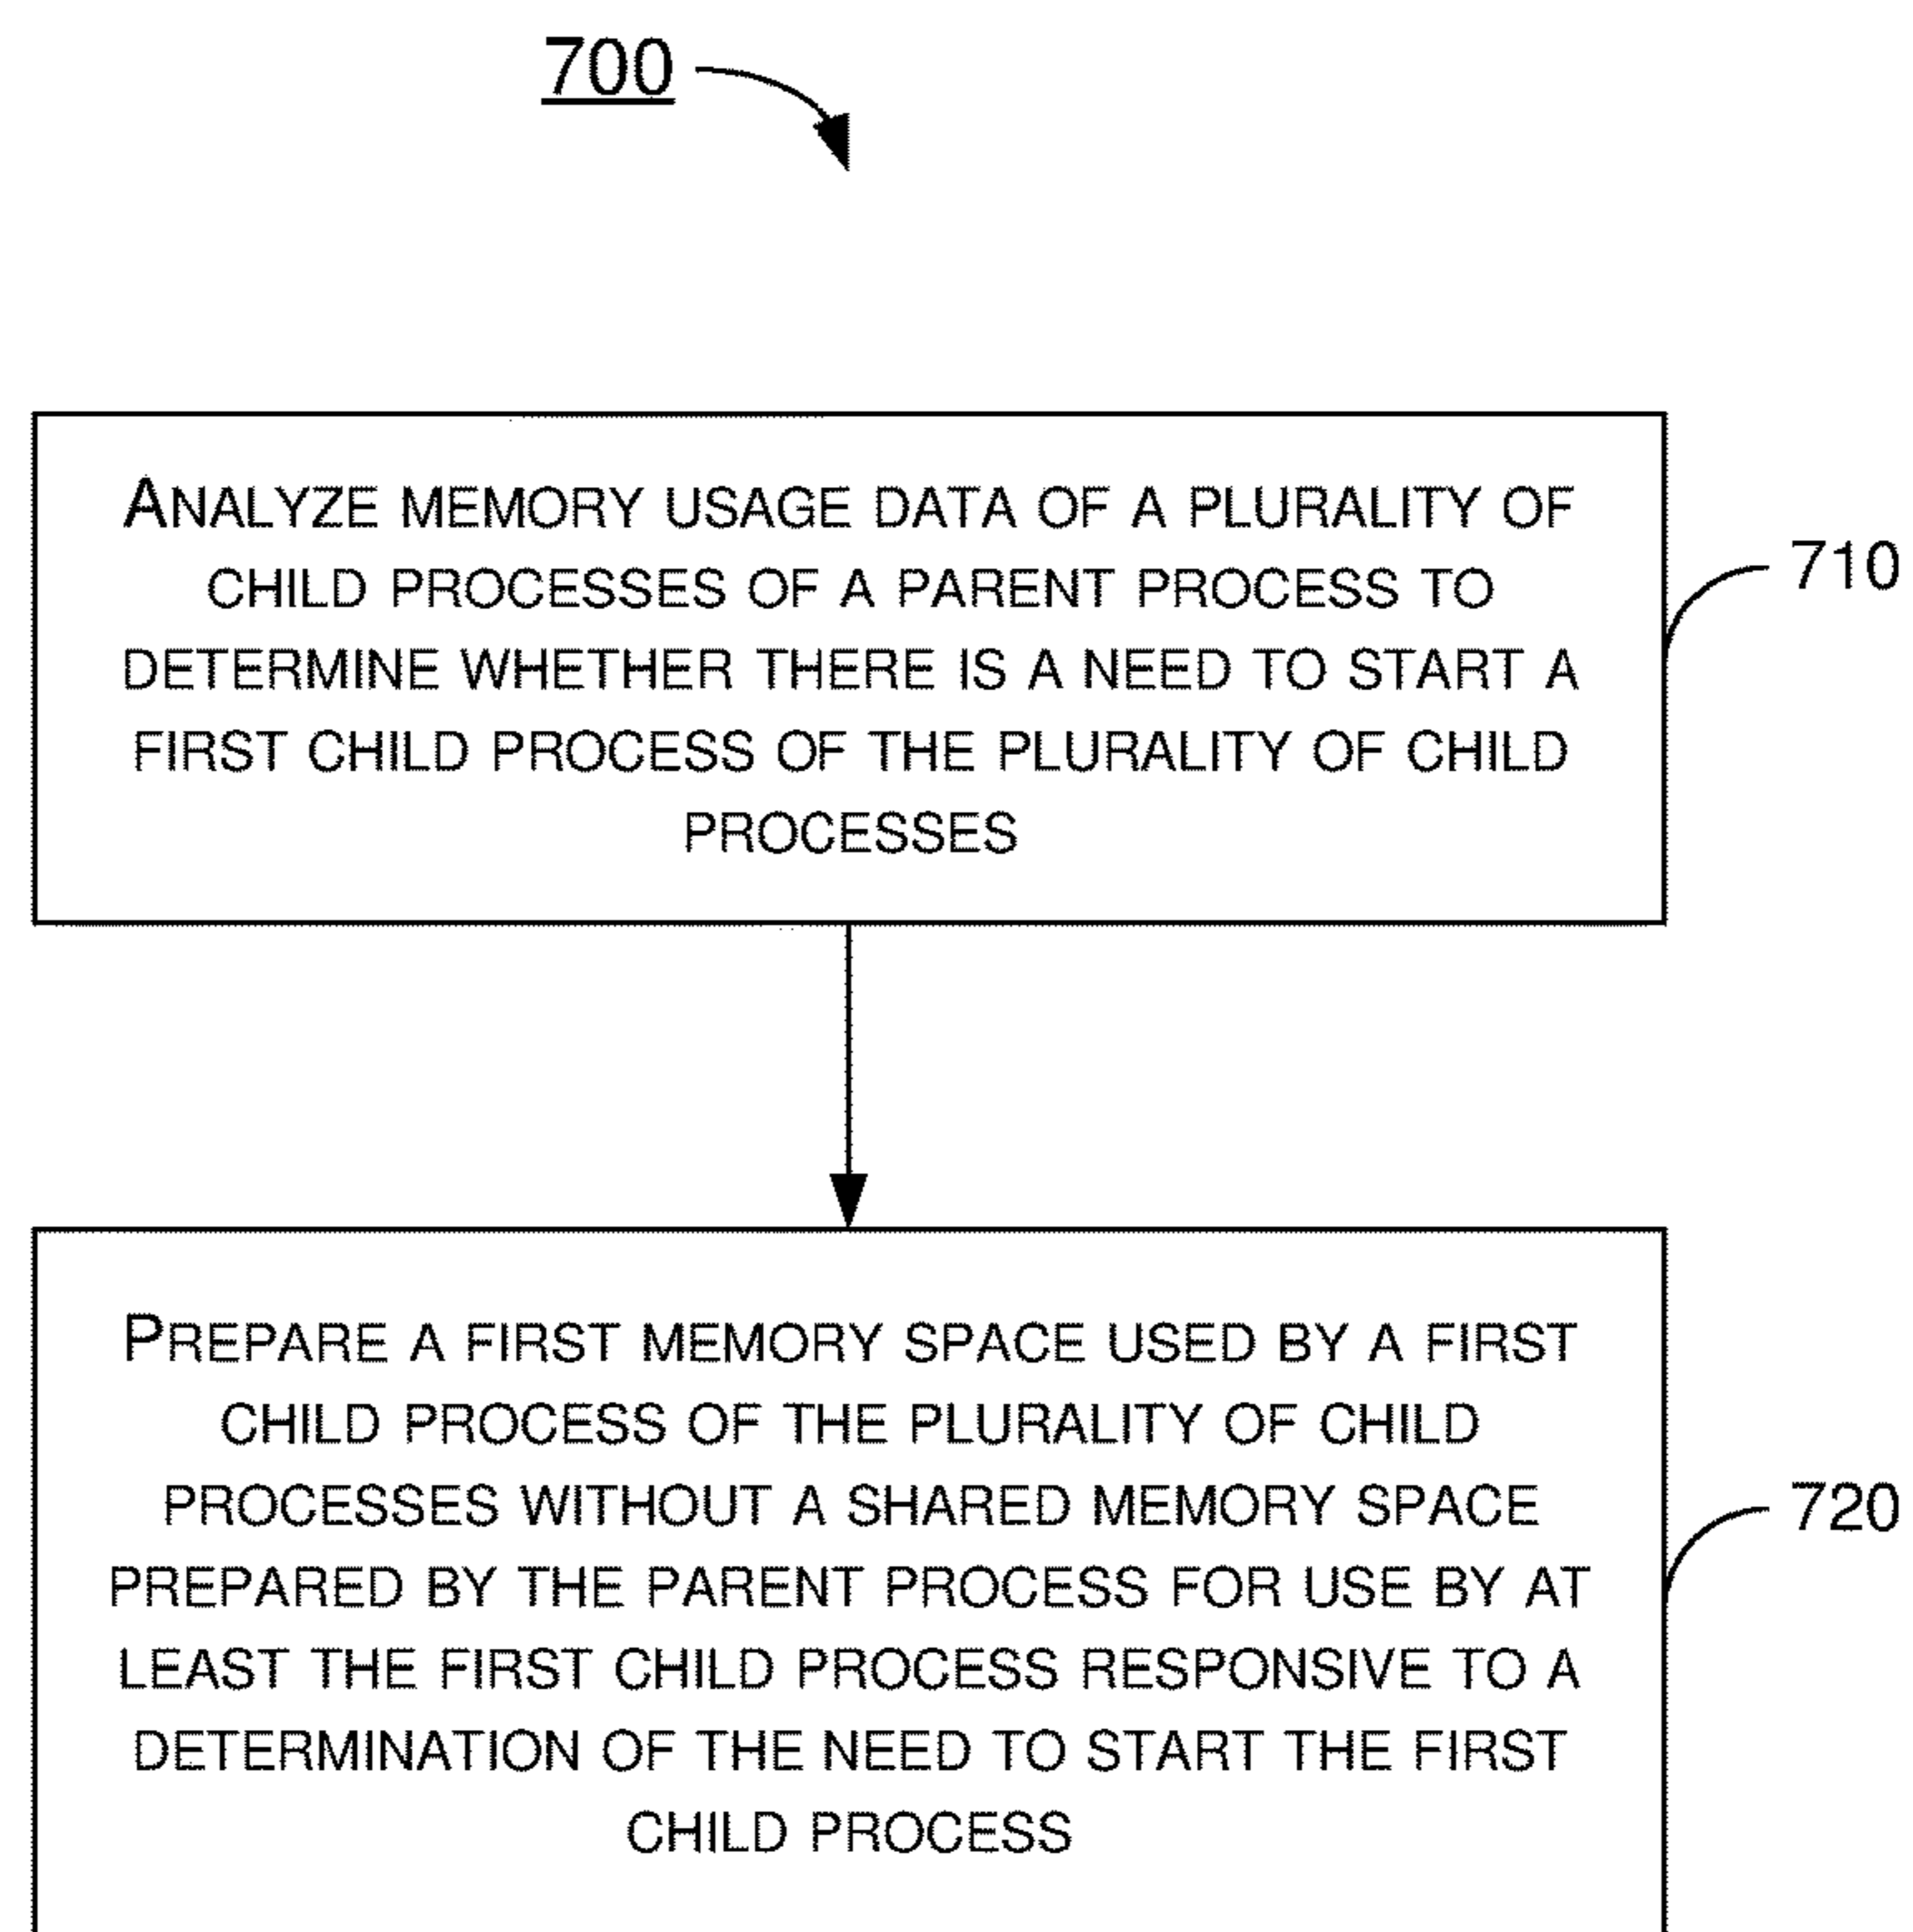 700
ANALYZE MEMORY USAGE DATA OF A PLURALITY OF
CHILD PROCESSES OF A PARENT PROCESS TO
DETERMINE WHETHER THERE IS A NEED TO START A
FIRST CHILD PROCESS OF THE PLURALITY OF CHILD
PROCESSES
710
PREPARE A FIRST MEMORY SPACE USED BY A FIRST
CHILD PROCESS OF THE PLURALITY OF CHILD
PROCESSES WITHOUT A SHARED MEMORY SPACE
PREPARED BY THE PARENT PROCESS FOR USE BY AT
LEAST THE FIRST CHILD PROCESS RESPONSIVE TO A
DETERMINATION OF THE NEED TO START THE FIRST
CHILD PROCESS
720